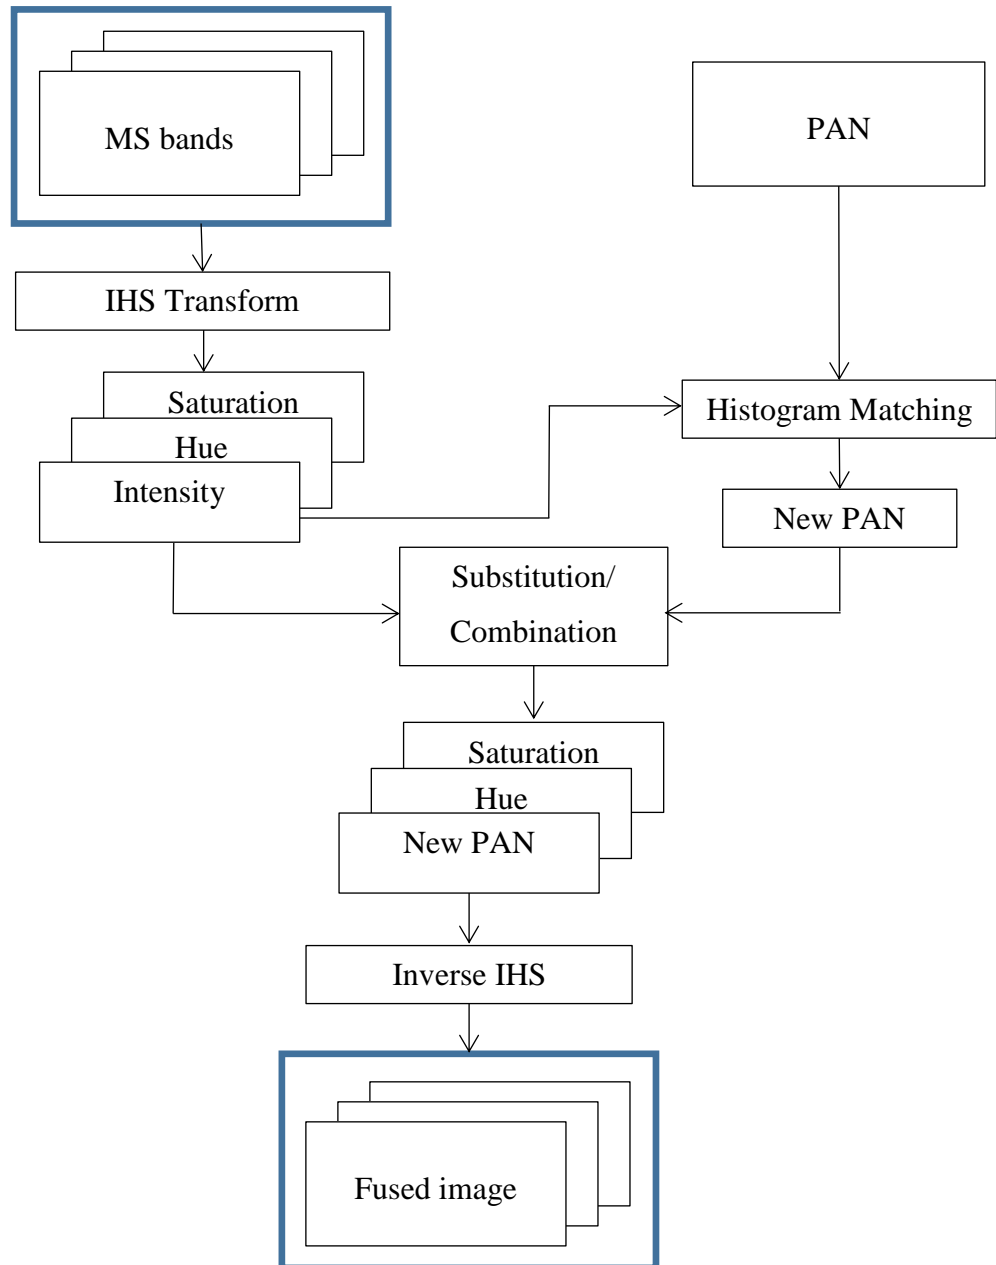 MS bands
PAN
IHS Transform
Saturation
Hue
Intensity
Histogram Matching
New PAN
Substitution/
Combination
Saturation
Hue
New PAN
Inverse IHS
Fused image